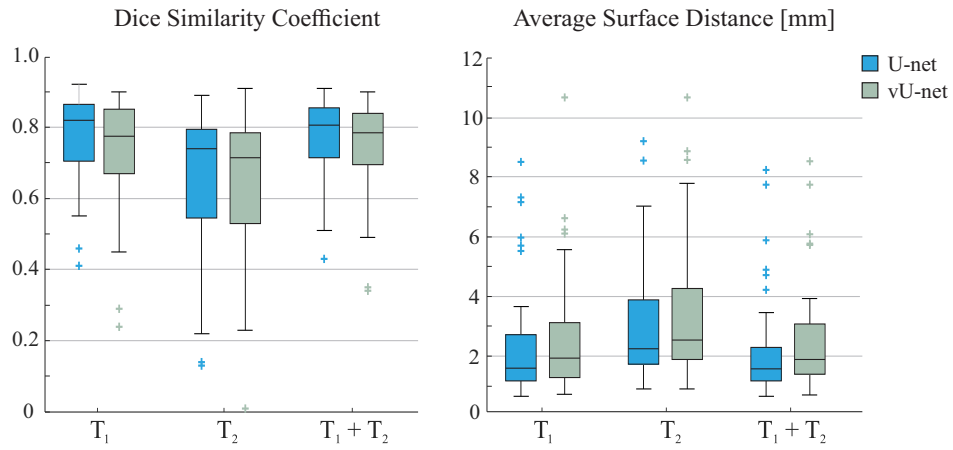 Dice Similarity Coefficient
1.0
0.8
0.6
0.4
0.2
0
T₁
T₂
T₁ + T₂
Average Surface Distance [mm]
12
10
8
6
4
2
0
T₁
T₂
T₁ + T₂
U-net
vU-net